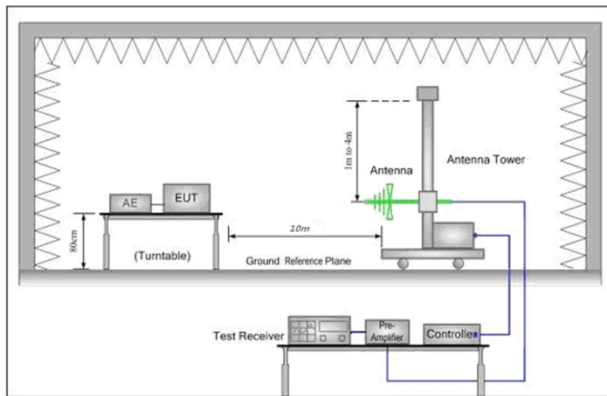 1m to 4m
Antenna
Antenna Tower
AE
EUT
80cm
(Turntable)
10m
Ground Reference Plane
Test Receiver
Pre-
Amplifier
Controller